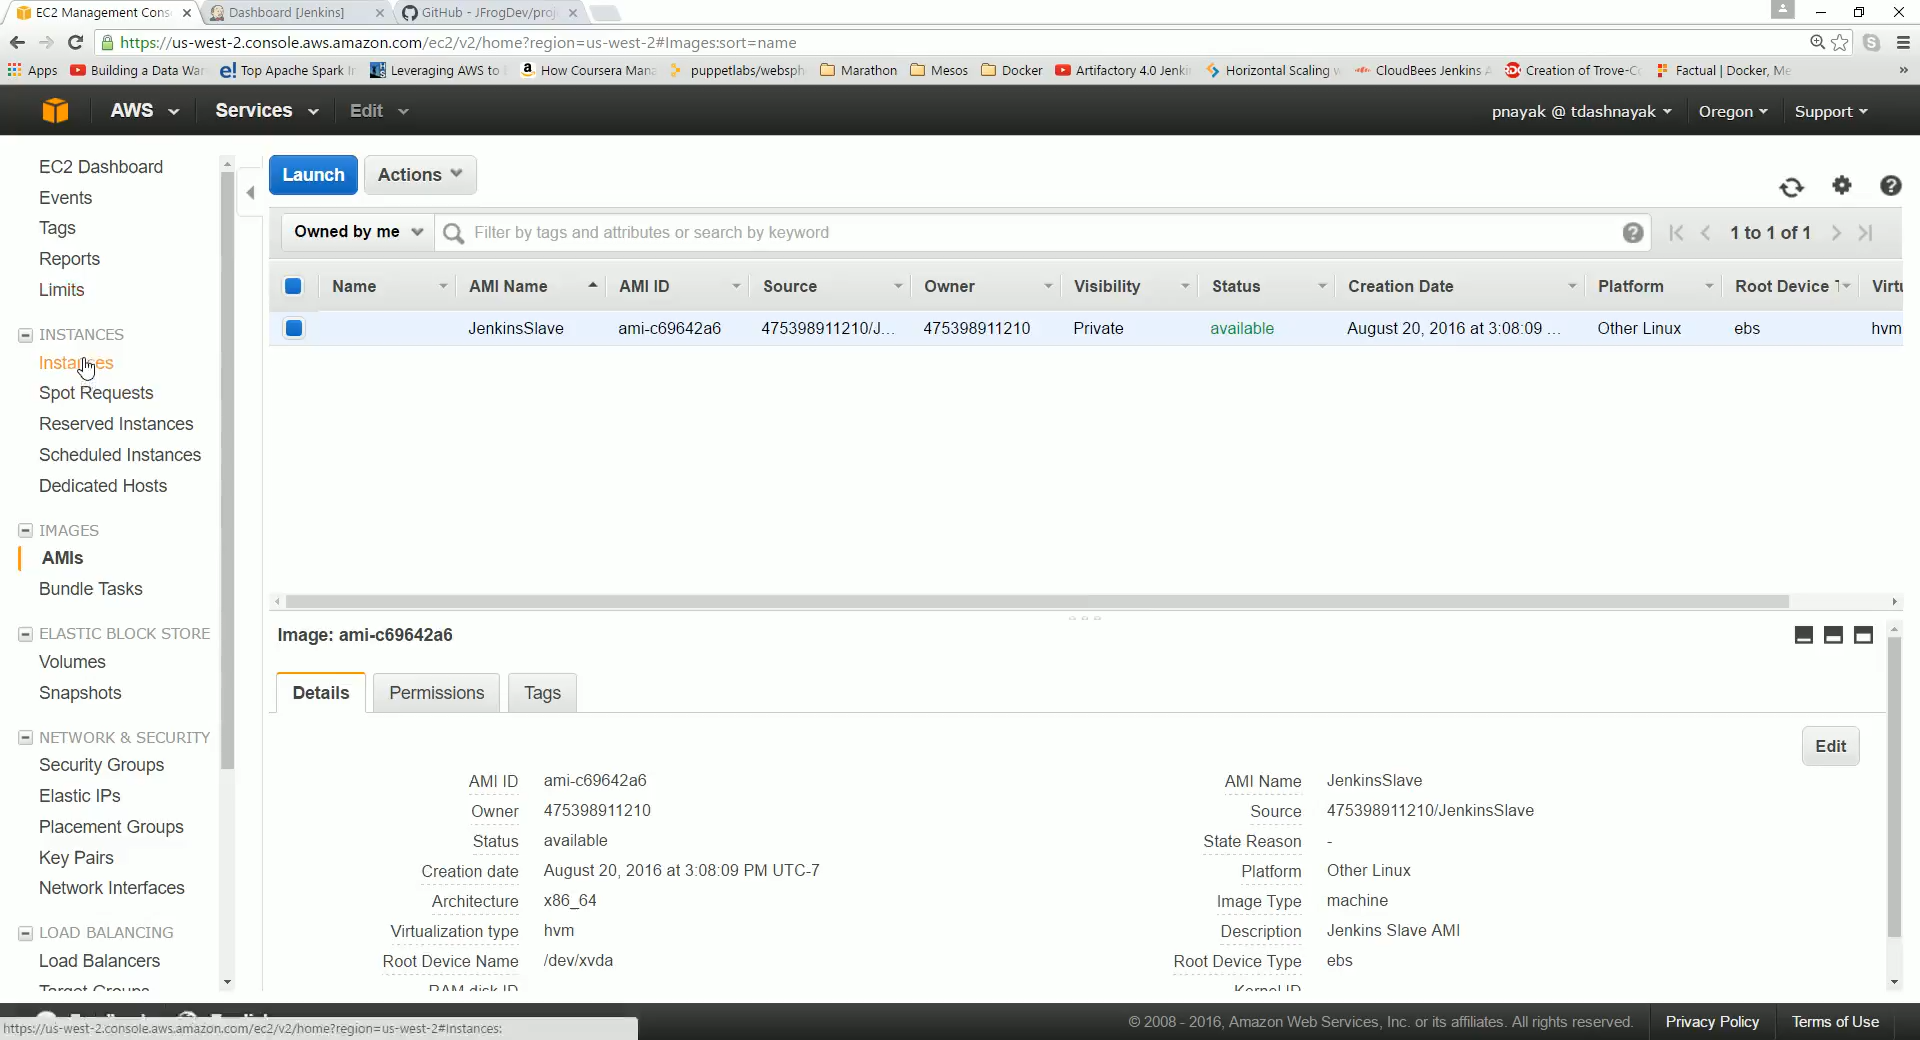 EC2 Management Cons
Dashboard [Jenkins]
GitHub - JFrogDev/proj
https://us-west-2.console.aws.amazon.com/ec2/v2/home?region=us-west-2#Images:sort=name
Apps
Building a Data War
Top Apache Spark I
Leveraging AWS to
How Coursera Mana
puppetlabs/websph
Marathon
Mesos
Docker
Artifactory 4.0 Jenki
Horizontal Scaling w
CloudBees Jenkins A
Creation of Trove-C
Factual | Docker, Me
»
AWS
Services
Edit
pnayak @ tdashnayak
Oregon
Support
EC2 Dashboard
Events
Tags
Reports
Limits
INSTANCES
Instances
Spot Requests
Reserved Instances
Scheduled Instances
Dedicated Hosts
IMAGES
AMIs
Bundle Tasks
ELASTIC BLOCK STORE
Volumes
Snapshots
NETWORK & SECURITY
Security Groups
Elastic IPs
Placement Groups
Key Pairs
Network Interfaces
LOAD BALANCING
Load Balancers
Target Groups
Launch
Actions
Owned by me
Filter by tags and attributes or search by keyword
1 to 1 of 1
Name AMI Name AMI ID Source Owner Visibility Status Creation Date Platform Root Device T Virtu
JenkinsSlave ami-c69642a6 475398911210/J... 475398911210 Private available August 20, 2016 at 3:08:09 ... Other Linux ebs hvm
Image: ami-c69642a6
Details
Permissions
Tags
Edit
AMI ID ami-c69642a6
AMI Name JenkinsSlave
Owner 475398911210
Source 475398911210/JenkinsSlave
Status available
State Reason -
Creation date August 20, 2016 at 3:08:09 PM UTC-7
Platform Other Linux
Architecture x86_64
Image Type machine
Virtualization type hvm
Description Jenkins Slave AMI
Root Device Name /dev/xvda
Root Device Type ebs
RAM disk ID
Kernel ID
https://us-west-2.console.aws.amazon.com/ec2/v2/home?region=us-west-2#Instances:
© 2008 - 2016, Amazon Web Services, Inc. or its affiliates. All rights reserved.
Privacy Policy
Terms of Use